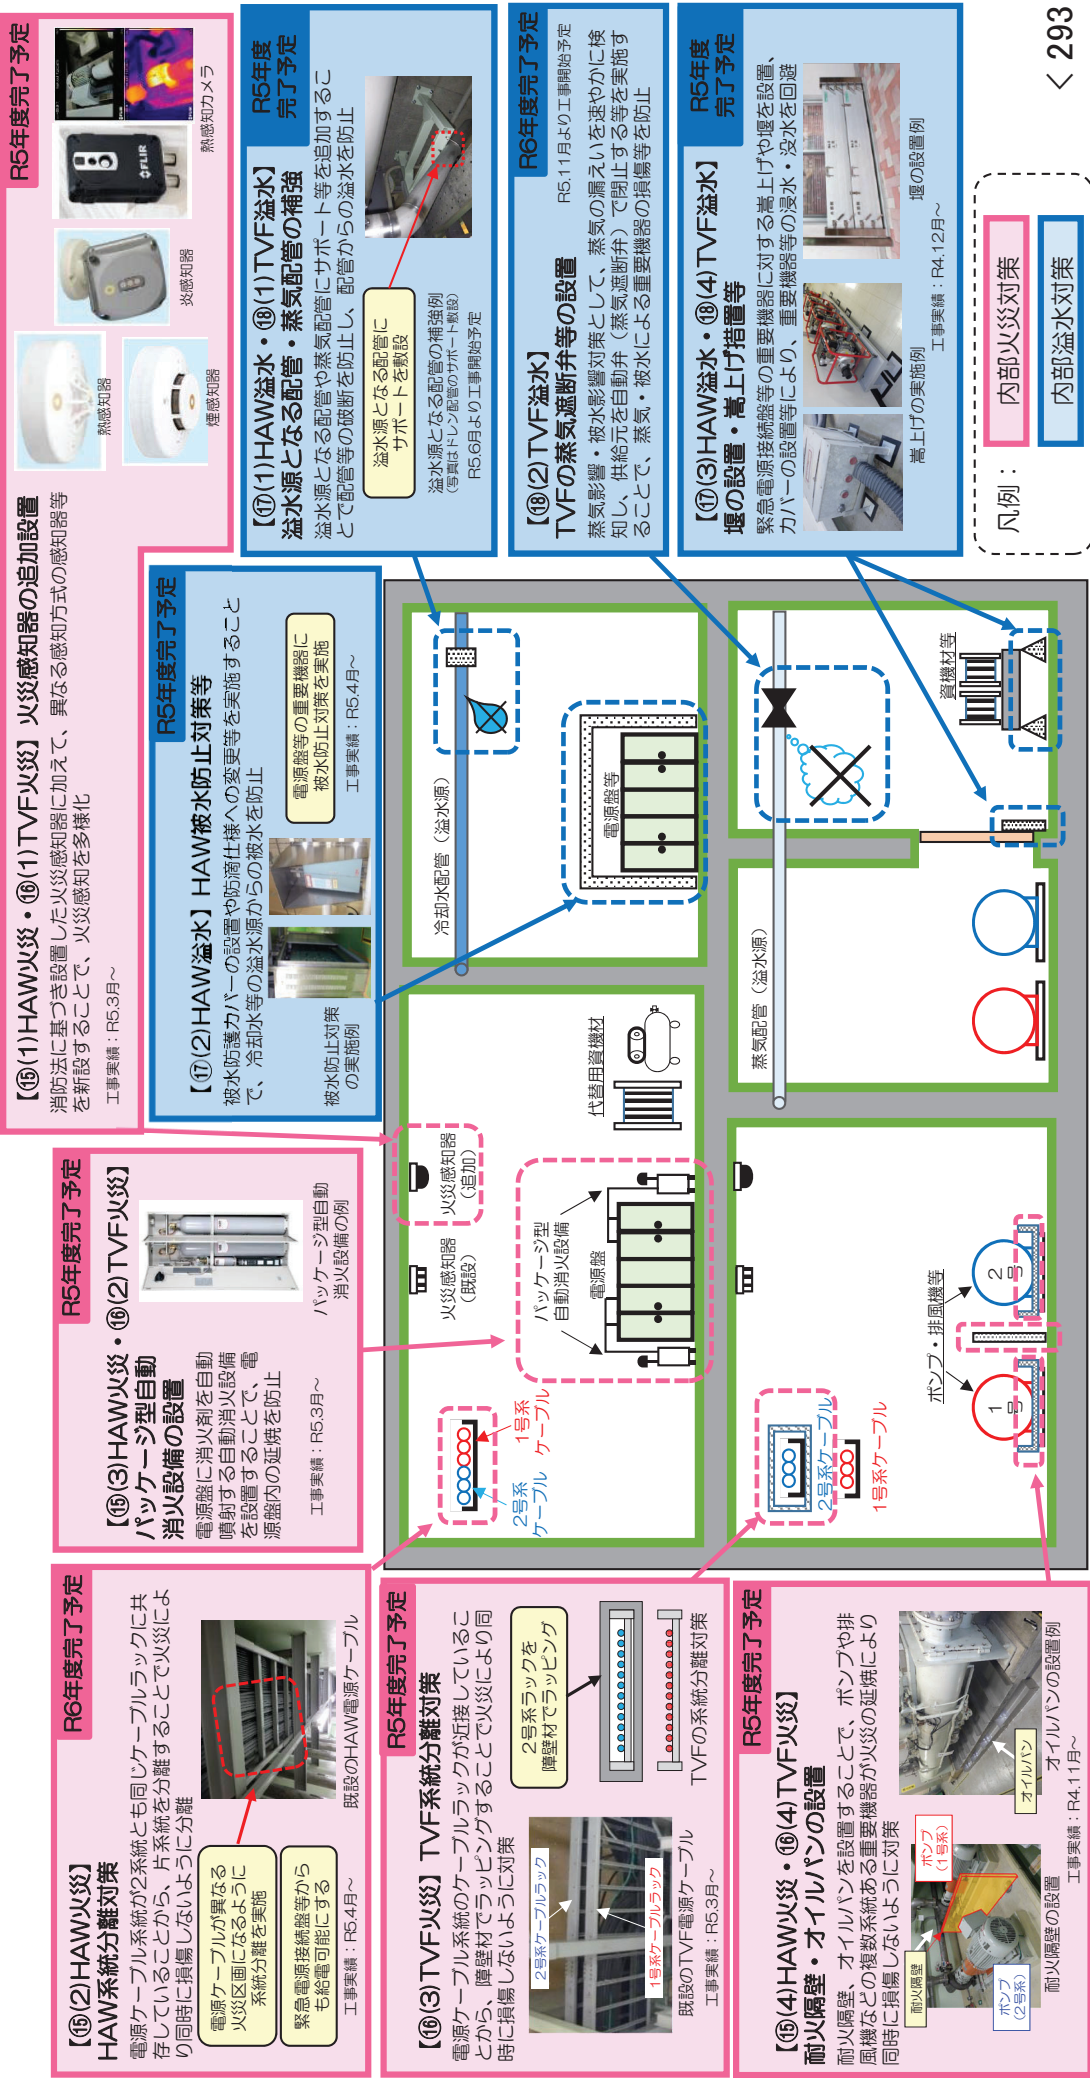 R6年度完了予定
【⑮(2)HAW火災】
HAW系統分離対策
電源ケーブル系統が2系統とも同じケーブルラックに共
存していることから、片系統を分離することで火災によ
り同時に損傷しないように分離
電源ケーブルが異なる
火災区画になるように
系統分離を実施
緊急電源接続盤等から
も給電可能にする
既設のHAW電源ケーブル
工事実績：R5.4月～
R5年度完了予定
【⑮(3)HAW火災・⑯(2)TVF火災】
パッケージ型自動
消火設備の設置
電源盤に消火剤を自動
噴射する自動消火設備
を設置することで、電
源盤内の延焼を防止
パッケージ型自動
消火設備の例
工事実績：R5.3月～
R5年度完了予定
【⑮(1)HAW火災・⑯(1)TVF火災】火災感知器の追加設置
消防法に基づき設置した火災感知器に加えて、異なる感知方式の感知器等
を新設することで、火災感知を多様化
工事実績：R5.3月～
熱感知器
煙感知器
炎感知器
FLIR
熱感知カメラ
R5年度完了予定
【⑰(2)HAW溢水】HAW被水防止対策等
被水防護カバーの設置や防滴仕様への変更等を実施すること
で、冷却水等の溢水源からの被水を防止
被水防止対策
の実施例
電源盤等の重要機器に
被水防止対策を実施
工事実績：R5.4月～
R5年度
完了予定
【⑰(1)HAW溢水・⑱(1)TVF溢水】
溢水源となる配管・蒸気配管の補強
溢水源となる配管や蒸気配管にサポート等を追加するこ
とで配管等の破断を防止し、配管からの溢水を防止
溢水源となる配管に
サポートを敷設
溢水源となる配管の補強例
（写真はドレン配管のサポート敷設）
R5.6月より工事開始予定
R5年度完了予定
【⑯(3)TVF火災】TVF系統分離対策
電源ケーブル系統のケーブルラックが近接しているこ
とから、障壁材でラッピングすることで火災により同
時に損傷しないように対策
2号系ケーブルラック
1号系ケーブルラック
既設のTVF電源ケーブル
2号系ラックを
障壁材でラッピング
TVFの系統分離対策
工事実績：R5.3月～
R6年度完了予定
R5.11月より工事開始予定
【⑱(2)TVF溢水】
TVFの蒸気遮断弁等の設置
蒸気影響・被水影響対策として、蒸気の漏えいを速やかに検
知し、供給元を自動弁（蒸気遮断弁）で閉止する等を実施す
ることで、蒸気・被水による重要機器の損傷等を防止
R5年度完了予定
【⑮(4)HAW火災・⑯(4)TVF火災】
耐火隔壁・オイルパンの設置
耐火隔壁、オイルパンを設置することで、ポンプや排
風機などの複数系統ある重要機器が火災の延焼により
同時に損傷しないように対策
耐火隔壁
ポンプ
（1号系）
ポンプ
（2号系）
耐火隔壁の設置
オイルパン
オイルパンの設置例
工事実績：R4.11月～
R5年度
完了予定
【⑰(3)HAW溢水・⑱(4)TVF溢水】
堰の設置・嵩上げ措置等
緊急電源接続盤等の重要機器に対する嵩上げや堰を設置、
カバーの設置等により、重要機器等の浸水・没水を回避
嵩上げの実施例
堰の設置例
工事実績：R4.12月～
2号系
ケーブル
1号系
ケーブル
火災感知器
（既設）
火災感知器
（追加）
パッケージ型
自動消火設備
電源盤
代替用資機材
冷却水配管（溢水源）
電源盤等
2号系ケーブル
1号系ケーブル
ポンプ・排風機等
1
号
2
号
蒸気配管（溢水源）
資機材等
凡例：
内部火災対策
内部溢水対策
< 293